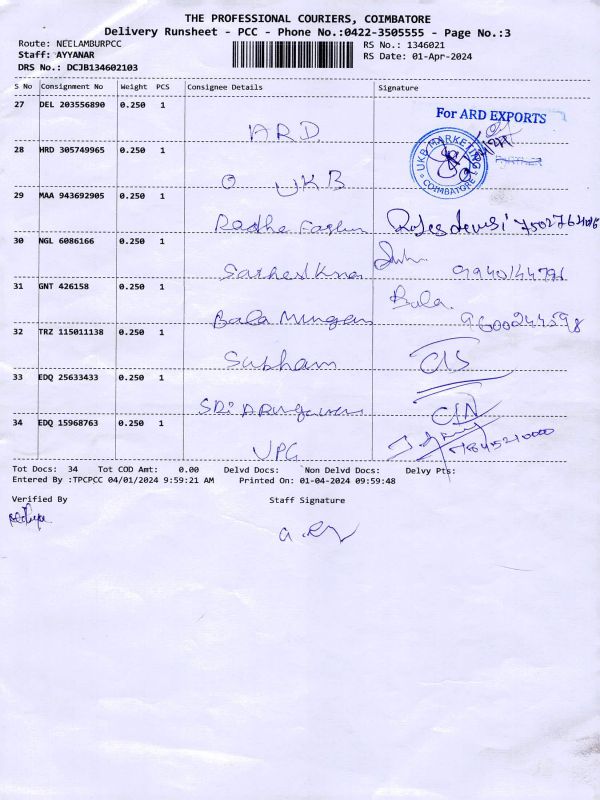 THE PROFESSIONAL COURIERS, COIMBATORE
Delivery Runsheet - PCC - Phone No.:0422-3505555 - Page No.:3
Route: NEELAMBURPCC
RS No.: 1346021
Staff: AYYANAR
RS Date: 01-Apr-2024
DRS No.: DCJB134602103
S No Consignment No Weight PCS Consignee Details Signature
27 DEL 203556890 0.250 1
For ARD EXPORTS
ARD
UKB MARKETING
COIMBATORE
PARTNER
28 HRD 305749965 0.250 1
UKB
29 MAA 943692905 0.250 1
Radhe
30 NGL 6086166 0.250 1
9940144791
31 GNT 426158 0.250 1
Bala
Bala Murugan 9600244598
32 TRZ 115011138 0.250 1
Subham
33 EDQ 25633433 0.250 1
34 EDQ 15968763 0.250 1
UPC 7845210000
Tot Docs: 34 Tot COD Amt: 0.00 Delvd Docs: Non Delvd Docs: Delvy Pts:
Entered By :TPCPCC 04/01/2024 9:59:21 AM Printed On: 01-04-2024 09:59:48
Verified By Staff Signature